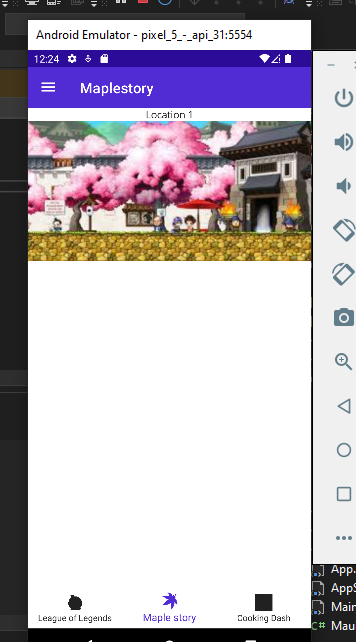 Android Emulator - pixel_5_-_api_31:5554
12:24
Maplestory
Location 1
League of Legends
Maple story
Cooking Dash
App.
AppS
Main
C# Mau